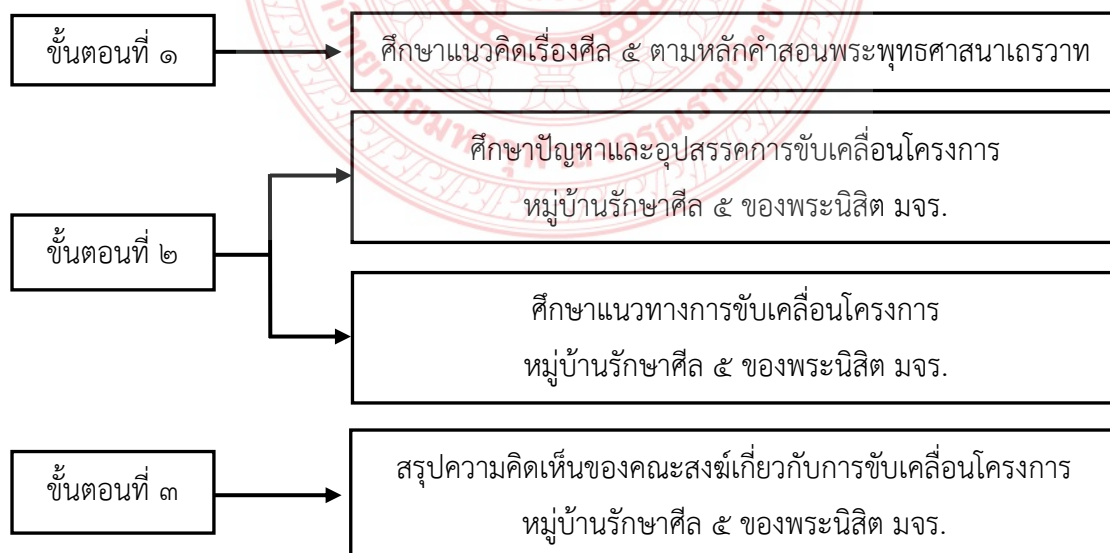 ขั้นตอนที่ ๑
ศึกษาแนวคิดเรื่องศีล ๕ ตามหลักคำสอนพระพุทธศาสนาเถรวาท
ขั้นตอนที่ ๒
ศึกษาปัญหาและอุปสรรคการขับเคลื่อนโครงการ
หมู่บ้านรักษาศีล ๕ ของพระนิสิต มจร.
ศึกษาแนวทางการขับเคลื่อนโครงการ
หมู่บ้านรักษาศีล ๕ ของพระนิสิต มจร.
ขั้นตอนที่ ๓
สรุปความคิดเห็นของคณะสงฆ์เกี่ยวกับการขับเคลื่อนโครงการ
หมู่บ้านรักษาศีล ๕ ของพระนิสิต มจร.